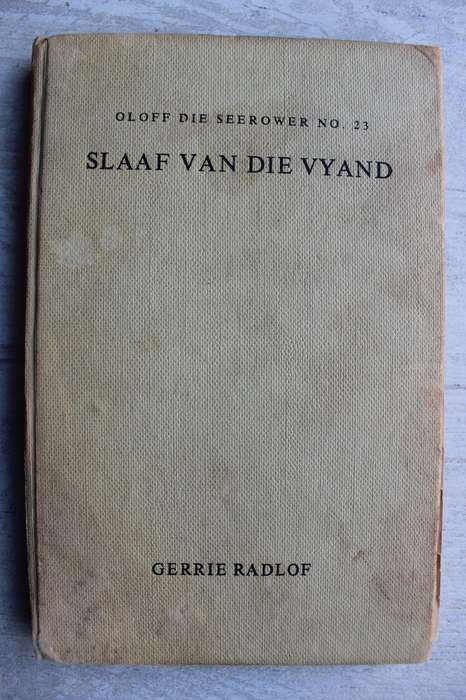 OLOFF DIE SEEROWER NO. 23
SLAAF VAN DIE VYAND
GERRIE RADLOF